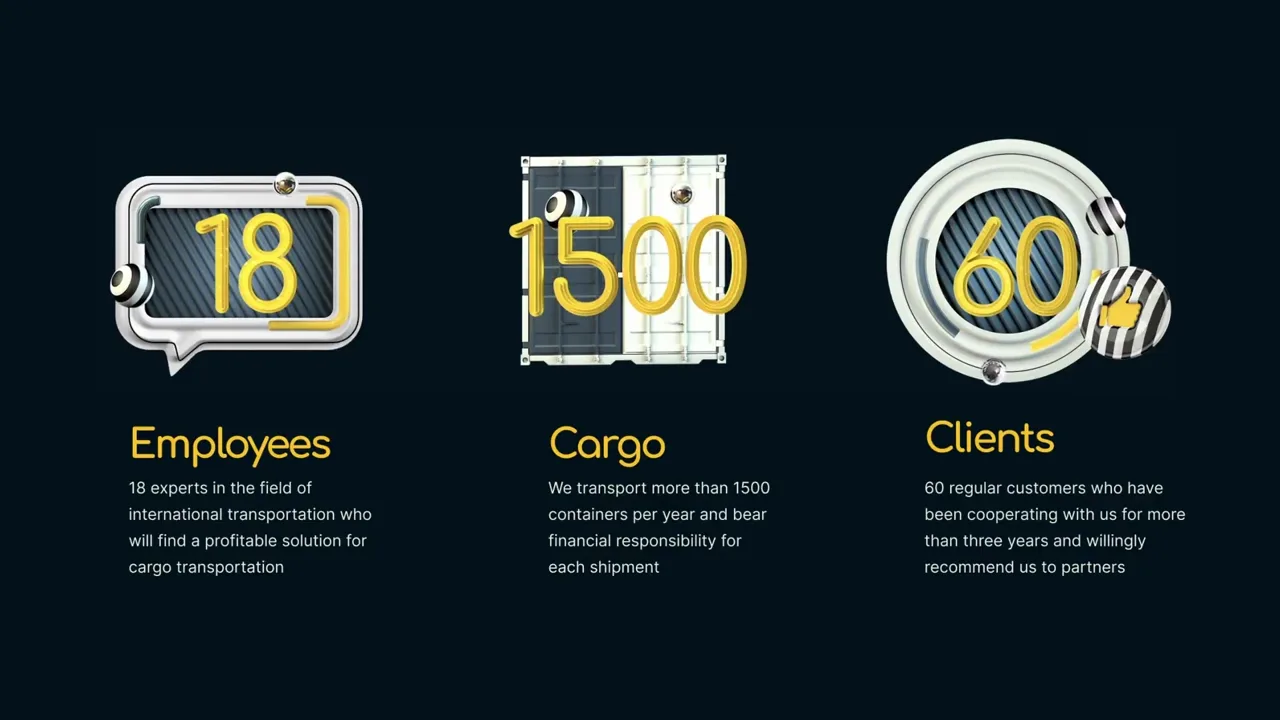 18
Employees
18 experts in the field of
international transportation who
will find a profitable solution for
cargo transportation
1500
Cargo
We transport more than 1500
containers per year and bear
financial responsibility for
each shipment
60
Clients
60 regular customers who have
been cooperating with us for more
than three years and willingly
recommend us to partners